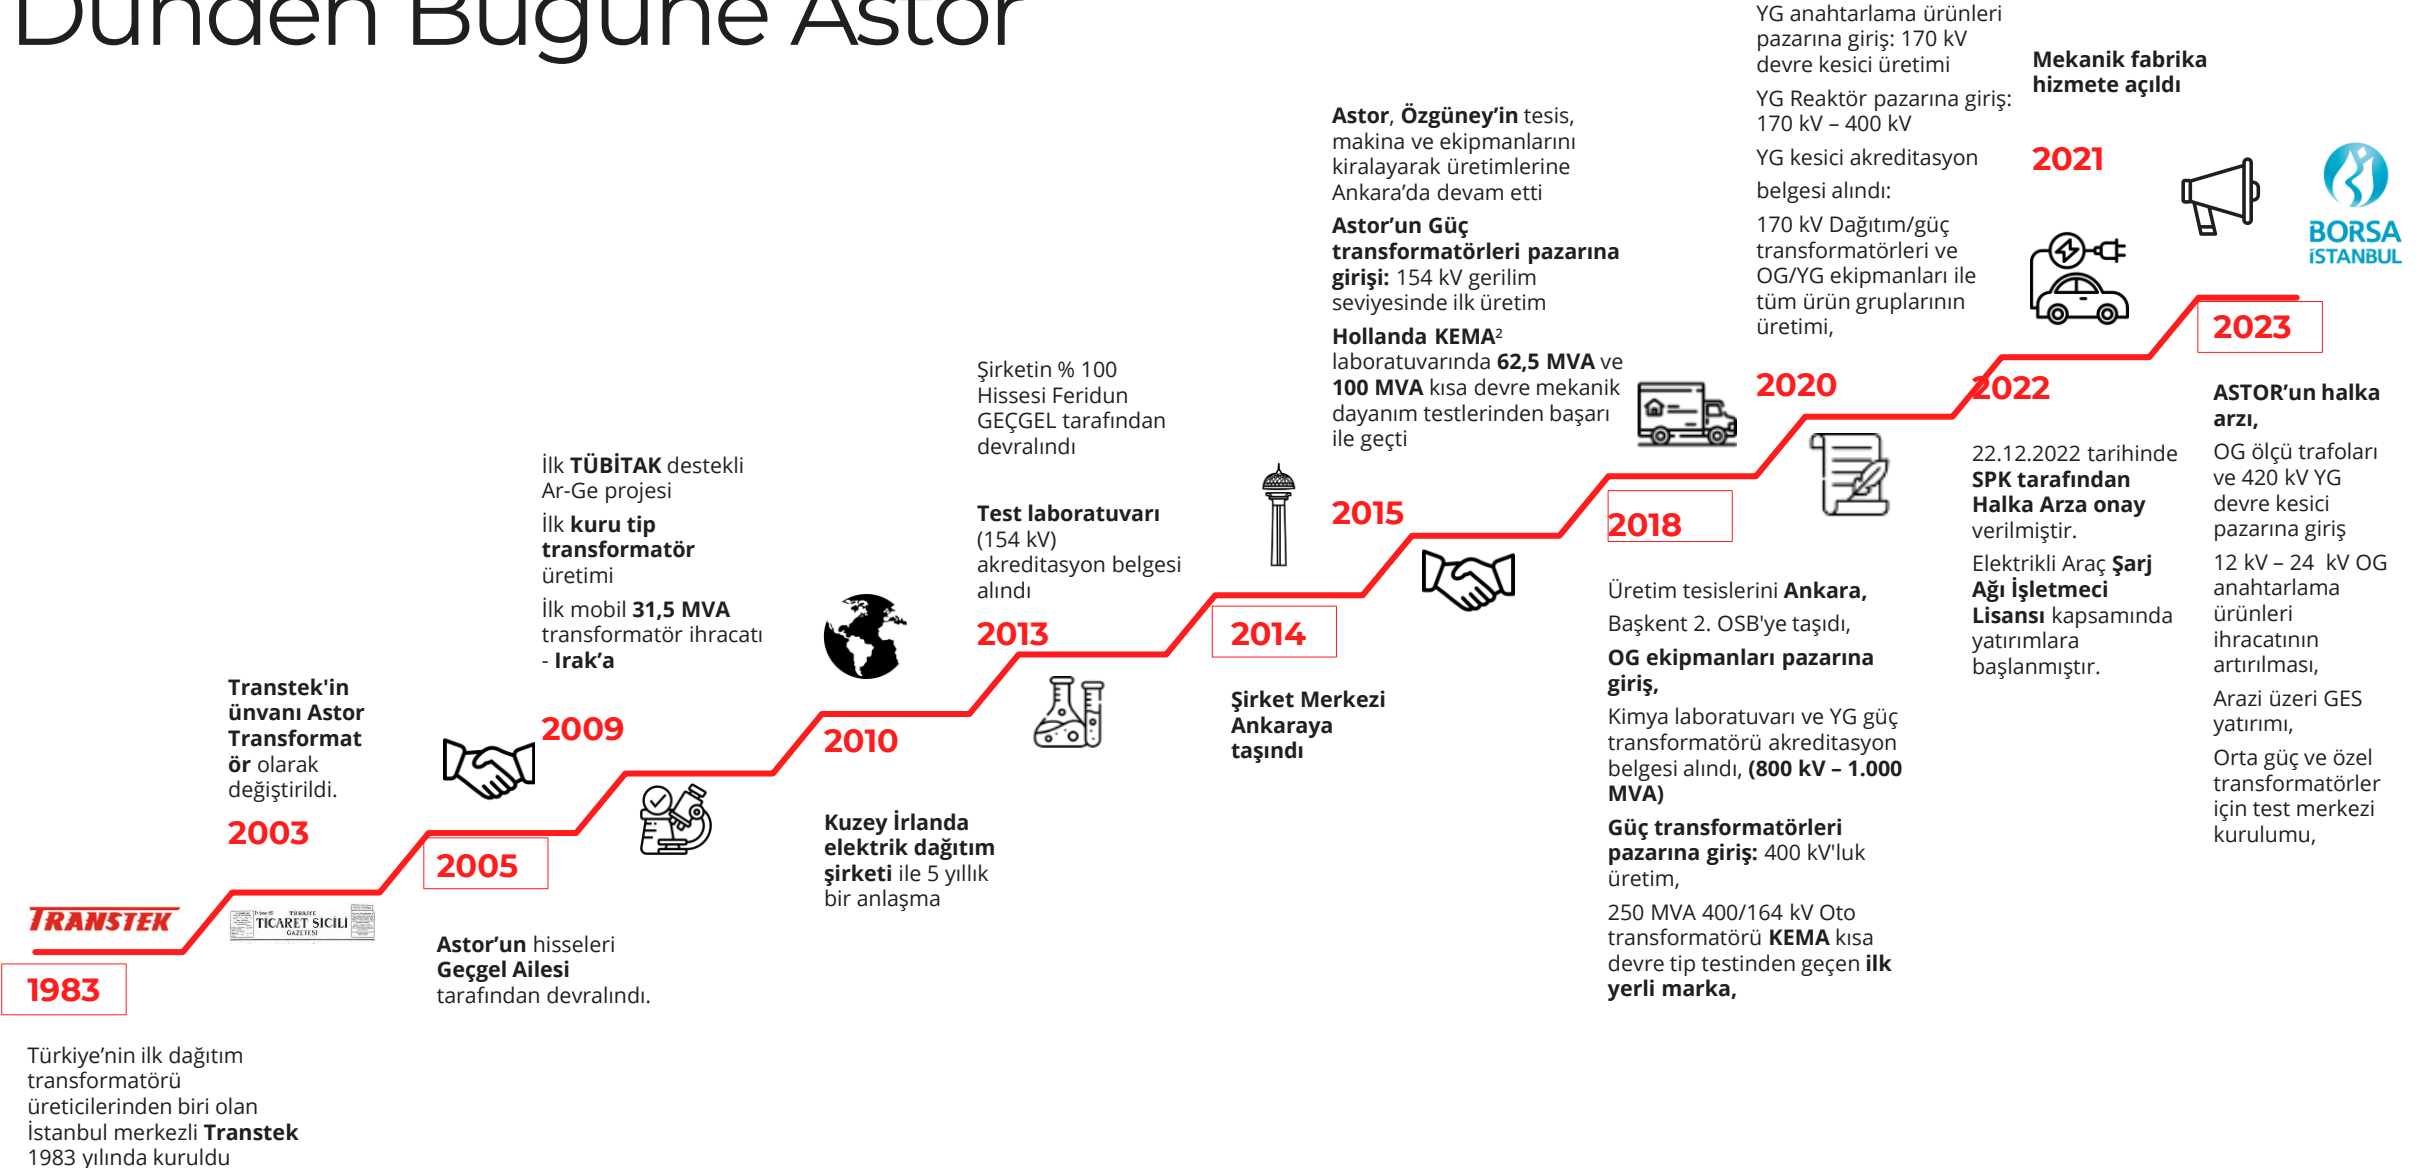 Dünden Bugüne Astor
TRANSTEK
1983
Türkiye’nin ilk dağıtım
transformatörü
üreticilerinden biri olan
İstanbul merkezli Transtek
1983 yılında kuruldu
Transtek'in
ünvanı Astor
Transformat
ör olarak
değiştirildi.
2003
TÜRKİYE
TİCARET SİCİLİ
GAZETESİ
2005
Astor’un hisseleri
Geçgel Ailesi
tarafından devralındı.
İlk TÜBİTAK destekli
Ar-Ge projesi
İlk kuru tip
transformatör
üretimi
İlk mobil 31,5 MVA
transformatör ihracatı
- Irak’a
2009
2010
Kuzey İrlanda
elektrik dağıtım
şirketi ile 5 yıllık
bir anlaşma
Şirketin % 100
Hissesi Feridun
GEÇGEL tarafından
devralındı
Test laboratuvarı
(154 kV)
akreditasyon belgesi
alındı
2013
2014
Şirket Merkezi
Ankaraya
taşındı
Astor, Özgüney’in tesis,
makina ve ekipmanlarını
kiralayarak üretimlerine
Ankara’da devam etti
Astor’un Güç
transformatörleri pazarına
girişi: 154 kV gerilim
seviyesinde ilk üretim
Hollanda KEMA²
laboratuvarında 62,5 MVA ve
100 MVA kısa devre mekanik
dayanım testlerinden başarı
ile geçti
2015
2018
Üretim tesislerini Ankara,
Başkent 2. OSB'ye taşıdı,
OG ekipmanları pazarına
giriş,
Kimya laboratuvarı ve YG güç
transformatörü akreditasyon
belgesi alındı, (800 kV – 1.000
MVA)
Güç transformatörleri
pazarına giriş: 400 kV'luk
üretim,
250 MVA 400/164 kV Oto
transformatörü KEMA kısa
devre tip testinden geçen ilk
yerli marka,
YG anahtarlama ürünleri
pazarına giriş: 170 kV
devre kesici üretimi
YG Reaktör pazarına giriş:
170 kV – 400 kV
YG kesici akreditasyon
belgesi alındı:
170 kV Dağıtım/güç
transformatörleri ve
OG/YG ekipmanları ile
tüm ürün gruplarının
üretimi,
2020
Mekanik fabrika
hizmete açıldı
2021
2022
22.12.2022 tarihinde
SPK tarafından
Halka Arza onay
verilmiştir.
Elektrikli Araç Şarj
Ağı İşletmeci
Lisansı kapsamında
yatırımlara
başlanmıştır.
BORSA
İSTANBUL
2023
ASTOR’un halka
arzı,
OG ölçü trafoları
ve 420 kV YG
devre kesici
pazarına giriş
12 kV – 24 kV OG
anahtarlama
ürünleri
ihracatının
artırılması,
Arazi üzeri GES
yatırımı,
Orta güç ve özel
transformatörler
için test merkezi
kurulumu,